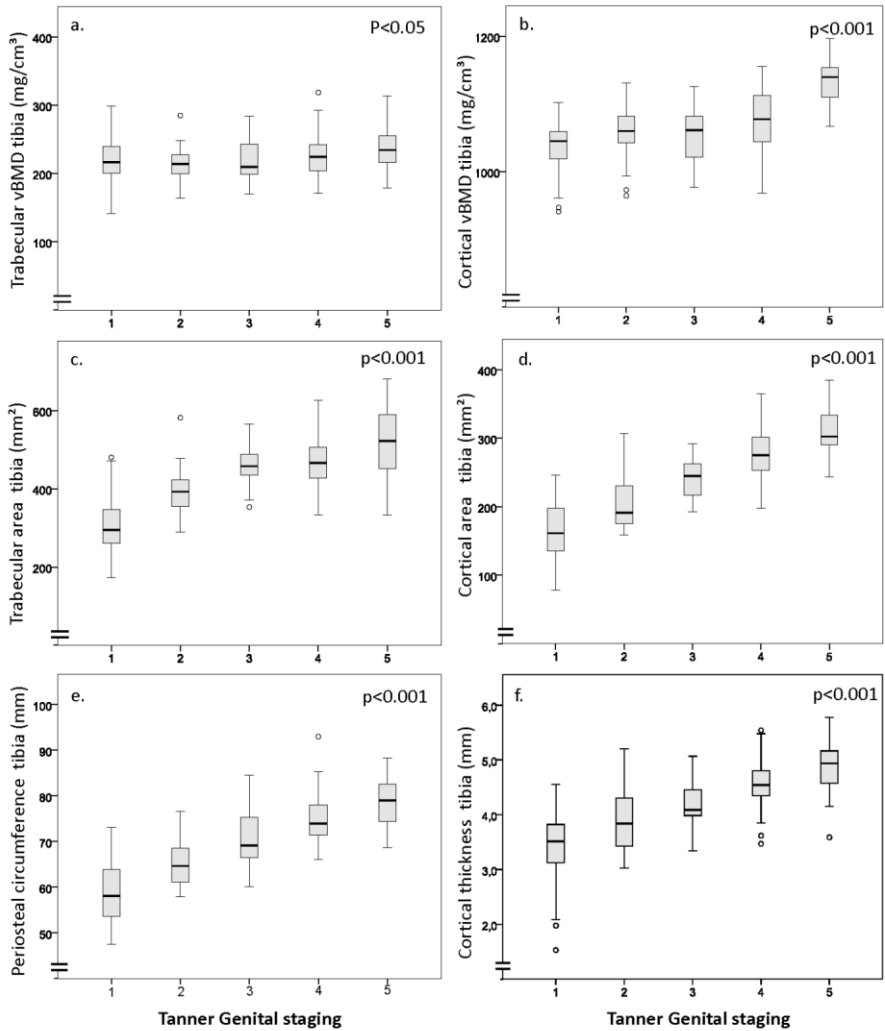 a.
P<0.05
Trabecular vBMD tibia (mg/cm³)
400
300
200
100
1 2 3 4 5
b.
p<0.001
Cortical vBMD tibia (mg/cm³)
1200
1000
1 2 3 4 5
c.
p<0.001
Trabecular area tibia (mm²)
600
400
200
1 2 3 4 5
d.
p<0.001
Cortical area tibia (mm²)
400
300
200
100
1 2 3 4 5
e.
p<0.001
Periosteal circumference tibia (mm)
100
90
80
70
60
50
1 2 3 4 5
Tanner Genital staging
f.
p<0.001
Cortical thickness tibia (mm)
6,0
5,0
4,0
3,0
2,0
1 2 3 4 5
Tanner Genital staging